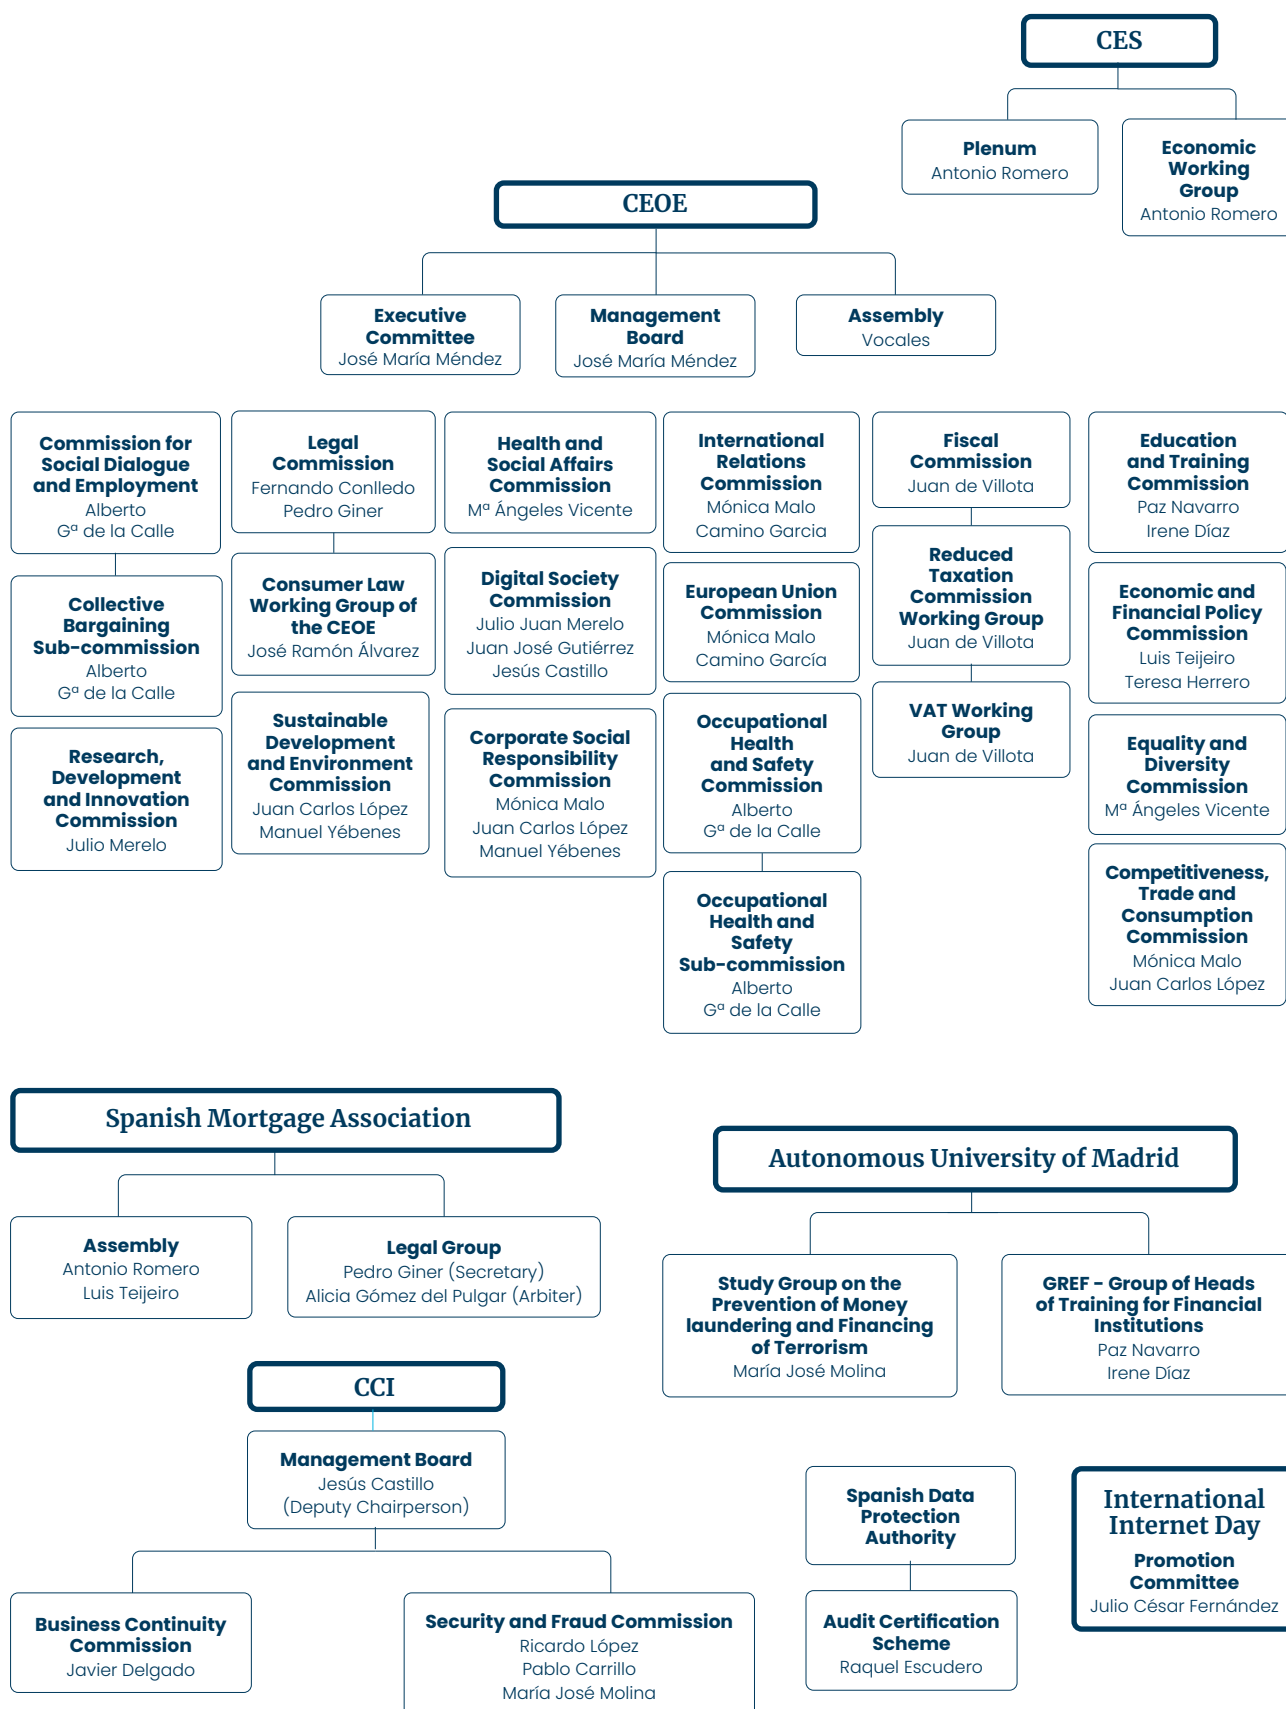 CES
Plenum
Antonio Romero
Economic
Working
Group
Antonio Romero
CEOE
Executive
Committee
José María Méndez
Management
Board
José María Méndez
Assembly
Vocales
Commission for
Social Dialogue
and Employment
Alberto
Gª de la Calle
Collective
Bargaining
Sub-commission
Alberto
Gª de la Calle
Research,
Development
and Innovation
Commission
Julio Merelo
Legal
Commission
Fernando Conlledo
Pedro Giner
Consumer Law
Working Group of
the CEOE
José Ramón Álvarez
Sustainable
Development
and Environment
Commission
Juan Carlos López
Manuel Yébenes
Health and
Social Affairs
Commission
Mª Ángeles Vicente
Digital Society
Commission
Julio Juan Merelo
Juan José Gutiérrez
Jesús Castillo
Corporate Social
Responsibility
Commission
Mónica Malo
Juan Carlos López
Manuel Yébenes
International
Relations
Commission
Mónica Malo
Camino Garcia
European Union
Commission
Mónica Malo
Camino García
Occupational
Health
and Safety
Commission
Alberto
Gª de la Calle
Occupational
Health and
Safety
Sub-commission
Alberto
Gª de la Calle
Fiscal
Commission
Juan de Villota
Reduced
Taxation
Commission
Working Group
Juan de Villota
VAT Working
Group
Juan de Villota
Education
and Training
Commission
Paz Navarro
Irene Díaz
Economic and
Financial Policy
Commission
Luis Teijeiro
Teresa Herrero
Equality and
Diversity
Commission
Mª Ángeles Vicente
Competitiveness,
Trade and
Consumption
Commission
Mónica Malo
Juan Carlos López
Spanish Mortgage Association
Assembly
Antonio Romero
Luis Teijeiro
Legal Group
Pedro Giner (Secretary)
Alicia Gómez del Pulgar (Arbiter)
Autonomous University of Madrid
Study Group on the
Prevention of Money
laundering and Financing
of Terrorism
María José Molina
GREF - Group of Heads
of Training for Financial
Institutions
Paz Navarro
Irene Díaz
CCI
Management Board
Jesús Castillo
(Deputy Chairperson)
Business Continuity
Commission
Javier Delgado
Security and Fraud Commission
Ricardo López
Pablo Carrillo
María José Molina
Spanish Data
Protection
Authority
Audit Certification
Scheme
Raquel Escudero
International
Internet Day
Promotion
Committee
Julio César Fernández